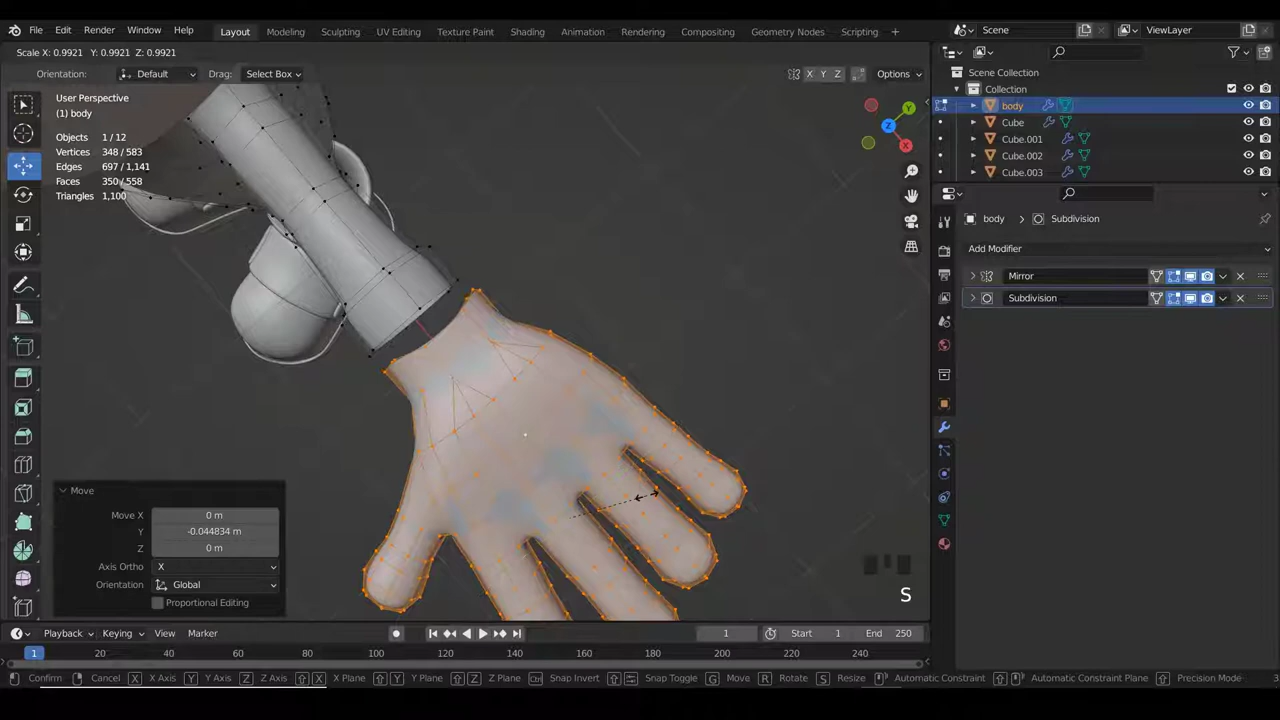 File Edit Render Window Help Layout Modeling Sculpting UV Editing Texture Paint Shading Animation Rendering Compositing Geometry Nodes Scripting + Scene ViewLayer
Scale X: 0.9921 Y: 0.9921 Z: 0.9921
Orientation: Default Drag: Select Box X Y Z Options
User Perspective
(1) body
Objects 1 / 12
Vertices 348 / 583
Edges 697 / 1,141
Faces 350 / 558
Triangles 1,100
Y
Z
X
Scene Collection
Collection
body
Cube
Cube.001
Cube.002
Cube.003
body Subdivision
Add Modifier
Mirror
Subdivision
Move
Move X 0 m
Y -0.044834 m
Z 0 m
Axis Ortho X
Orientation Global
Proportional Editing
S
Playback Keying View Marker 1 Start 1 End 250
1 20 40 60 80 100 120 140 160 180 200 220 240
Confirm Cancel X X Axis Y Y Axis Z Z Axis X X Plane Y Y Plane Z Z Plane Ctrl Snap Invert Snap Toggle G Move R Rotate S Resize Automatic Constraint Automatic Constraint Plane Precision Mode 3